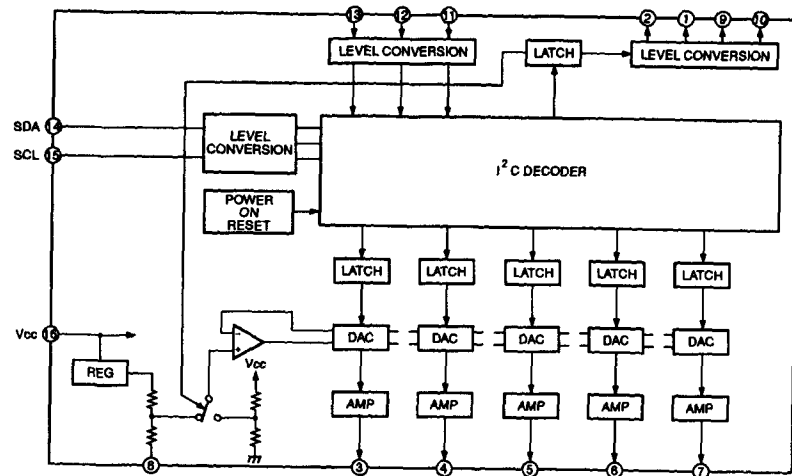 13 12 11 2 1 9 10
LEVEL CONVERSION
LATCH
LEVEL CONVERSION
SDA 14
SCL 15
LEVEL
CONVERSION
I²C DECODER
POWER
ON
RESET
LATCH LATCH LATCH LATCH LATCH
Vcc 16
REG
- +
Vcc
DAC DAC DAC DAC DAC
AMP AMP AMP AMP AMP
8 3 4 5 6 7